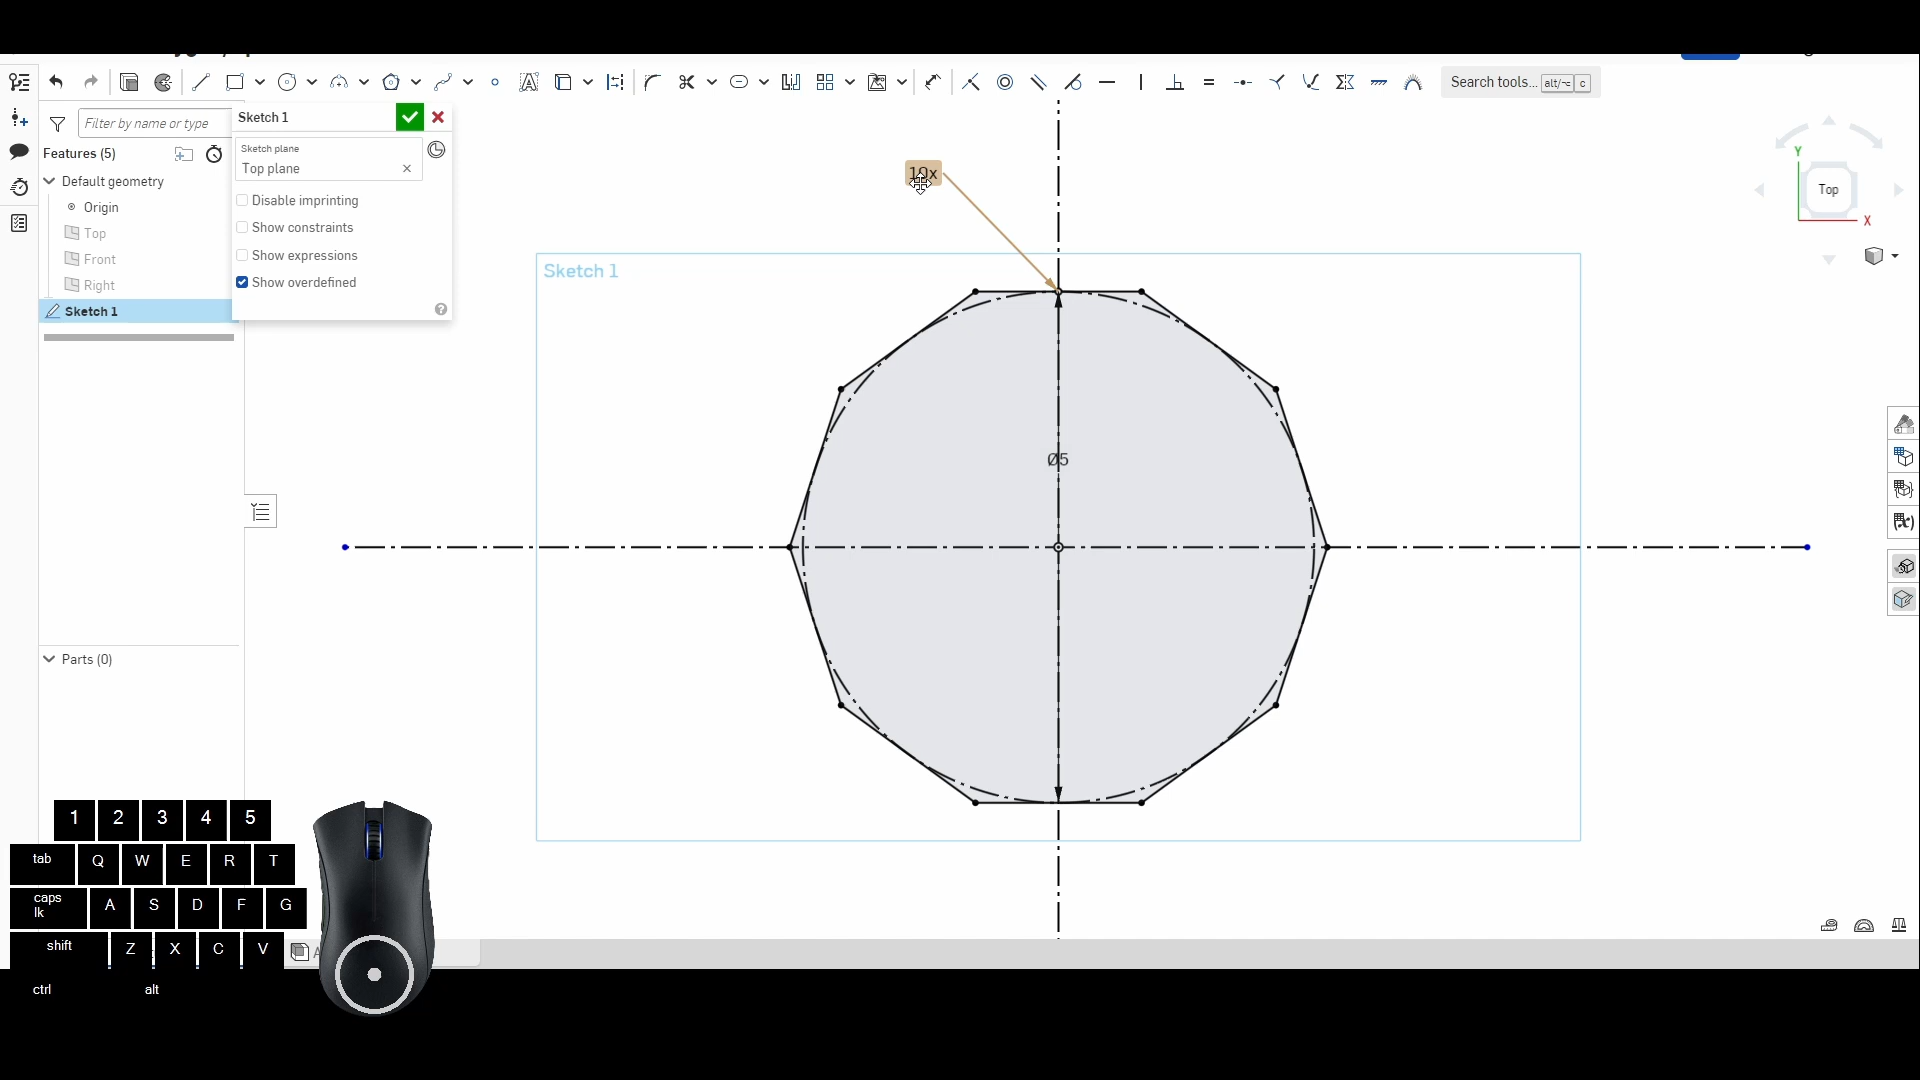 Search tools... alt/⌥ c
Filter by name or type
Sketch 1
Features (5)
Sketch plane
Top plane
Default geometry
Origin
Top
Front
Right
Sketch 1
Disable imprinting
Show constraints
Show expressions
Show overdefined
10x
Sketch 1
Ø5
Y
Top
X
Parts (0)
1 2 3 4 5
tab Q W E R T
caps lk A S D F G
shift Z X C V
ctrl alt